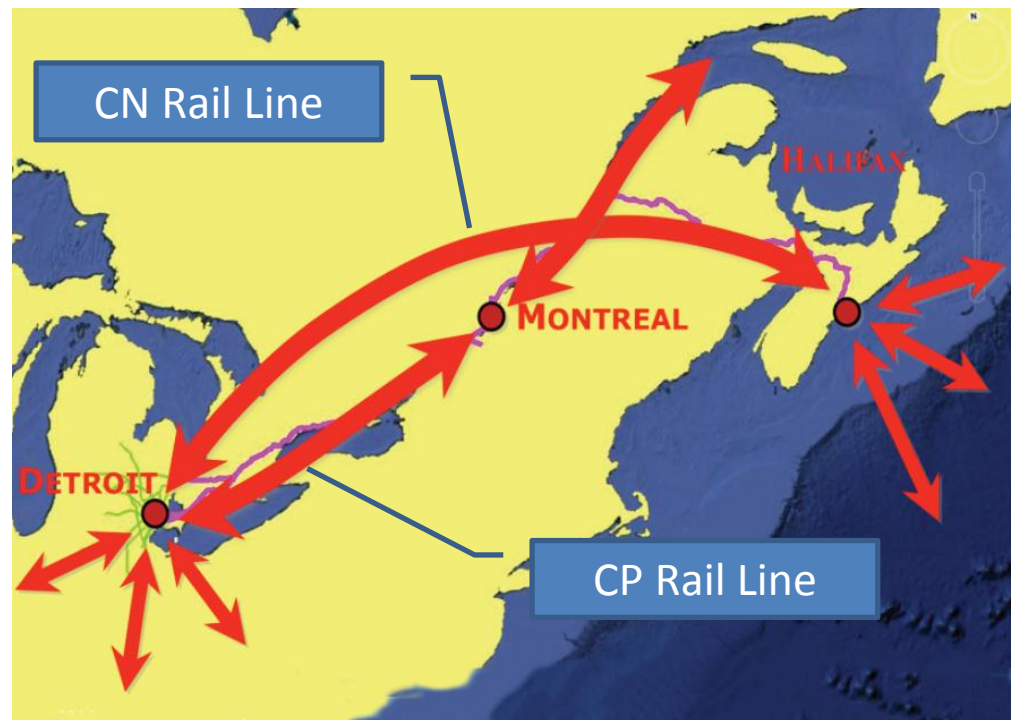 N
CN Rail Line
HALIFAX
MONTREAL
DETROIT
CP Rail Line